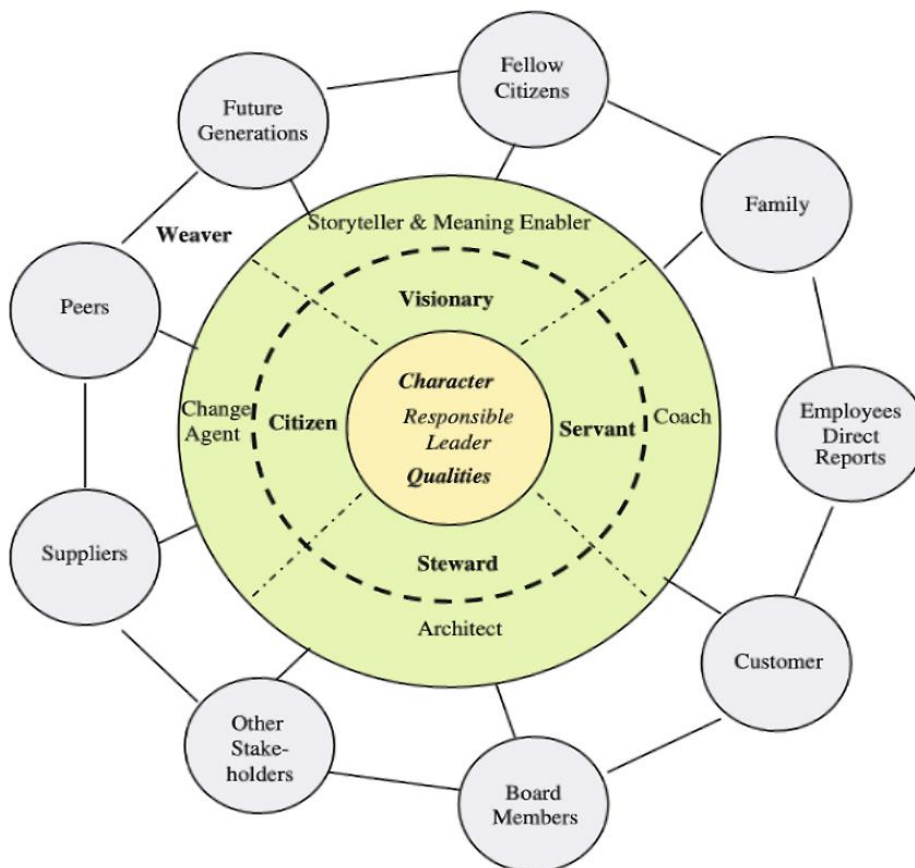 Fellow
Citizens
Future
Generations
Family
Weaver
Storyteller & Meaning Enabler
Peers
Visionary
Character
Responsible
Leader
Qualities
Change
Agent
Citizen
Servant
Coach
Employees
Direct
Reports
Suppliers
Steward
Architect
Customer
Other
Stake-
holders
Board
Members